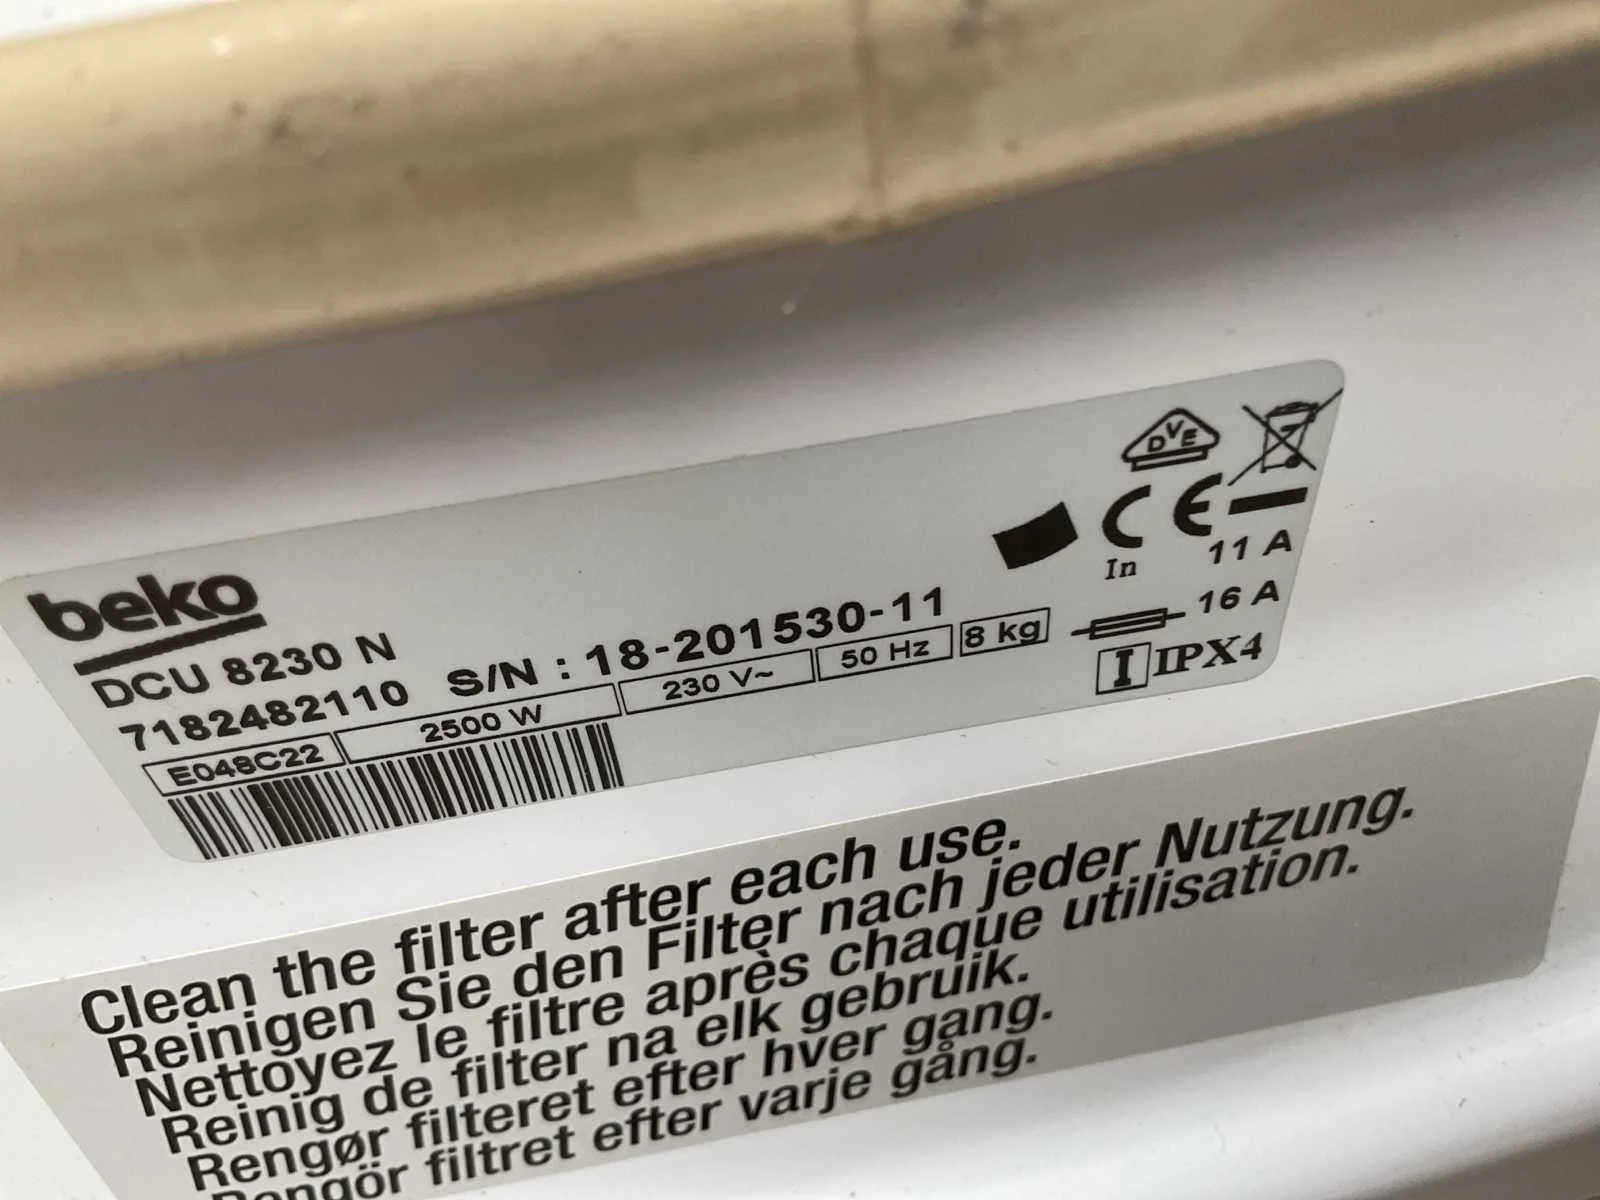 beko
DCU 8230 N
7182482110 S/N : 18-201530-11
E048C22 2500 W 230 V~ 50 Hz 8 kg
DVE
CE
In 11 A
16 A
I IPX4
Clean the filter after each use.
Reinigen Sie den Filter nach jeder Nutzung.
Nettoyez le filtre après chaque utilisation.
Reinig de filter na elk gebruik.
Rengør filteret efter hver gang.
Rengör filtret efter varje gång.